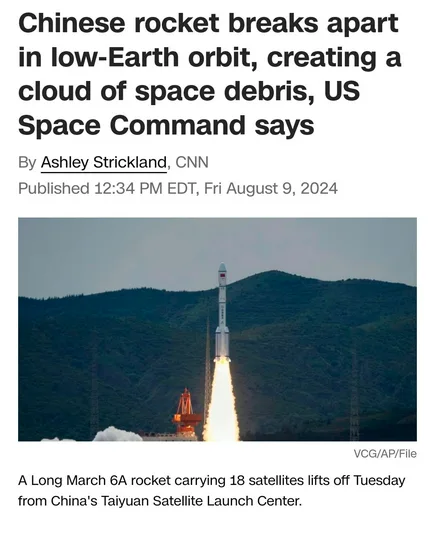 Chinese rocket breaks apart
in low-Earth orbit, creating a
cloud of space debris, US
Space Command says
By Ashley Strickland, CNN
Published 12:34 PM EDT, Fri August 9, 2024
VCG/AP/File
A Long March 6A rocket carrying 18 satellites lifts off Tuesday
from China's Taiyuan Satellite Launch Center.